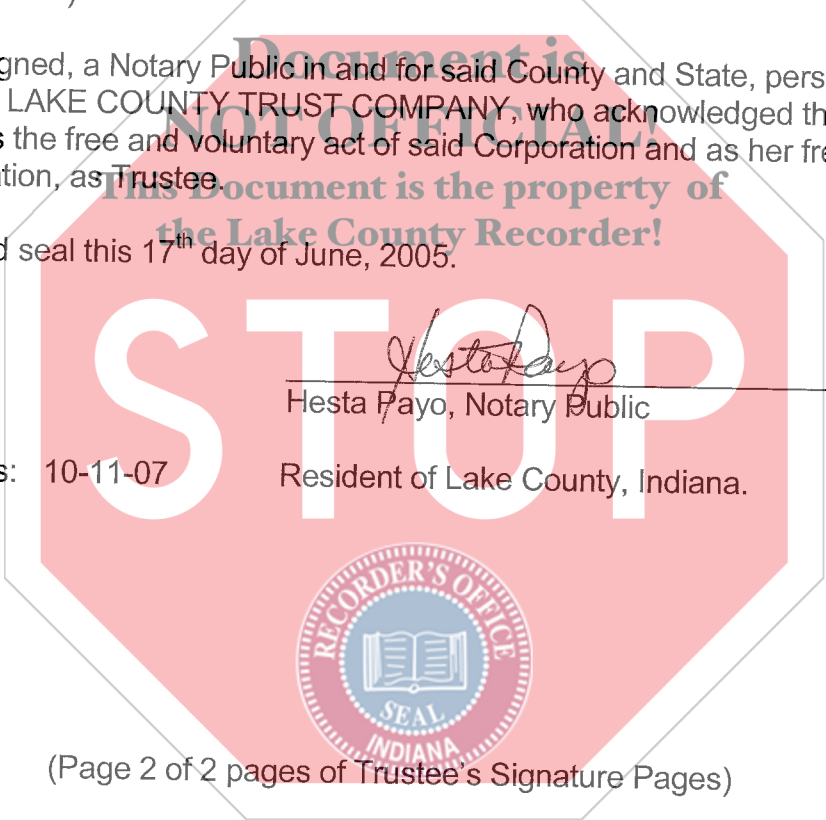 )
Document is
gned, a Notary Public in and for said County and State, pers
LAKE COUNTY TRUST COMPANY, who acknowledged th
NOT OFFICIAL!
s the free and voluntary act of said Corporation and as her fre
tion, as Trustee.
This Document is the property of
the Lake County Recorder!
d seal this 17th day of June, 2005.
STOP
Hesta Payo
Hesta Payo, Notary Public
s: 10-11-07 Resident of Lake County, Indiana.
RECORDER'S OFFICE
SEAL
INDIANA
(Page 2 of 2 pages of Trustee's Signature Pages)